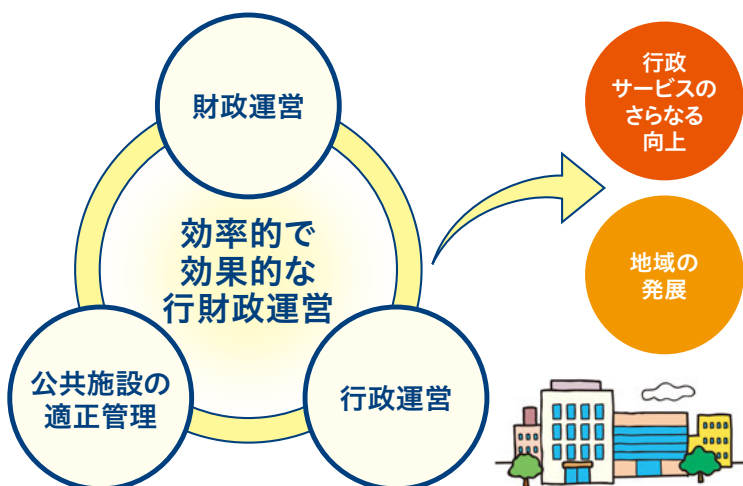 財政運営
効率的で
効果的な
行財政運営
公共施設の
適正管理
行政運営
行政
サービスの
さらなる
向上
地域の
発展